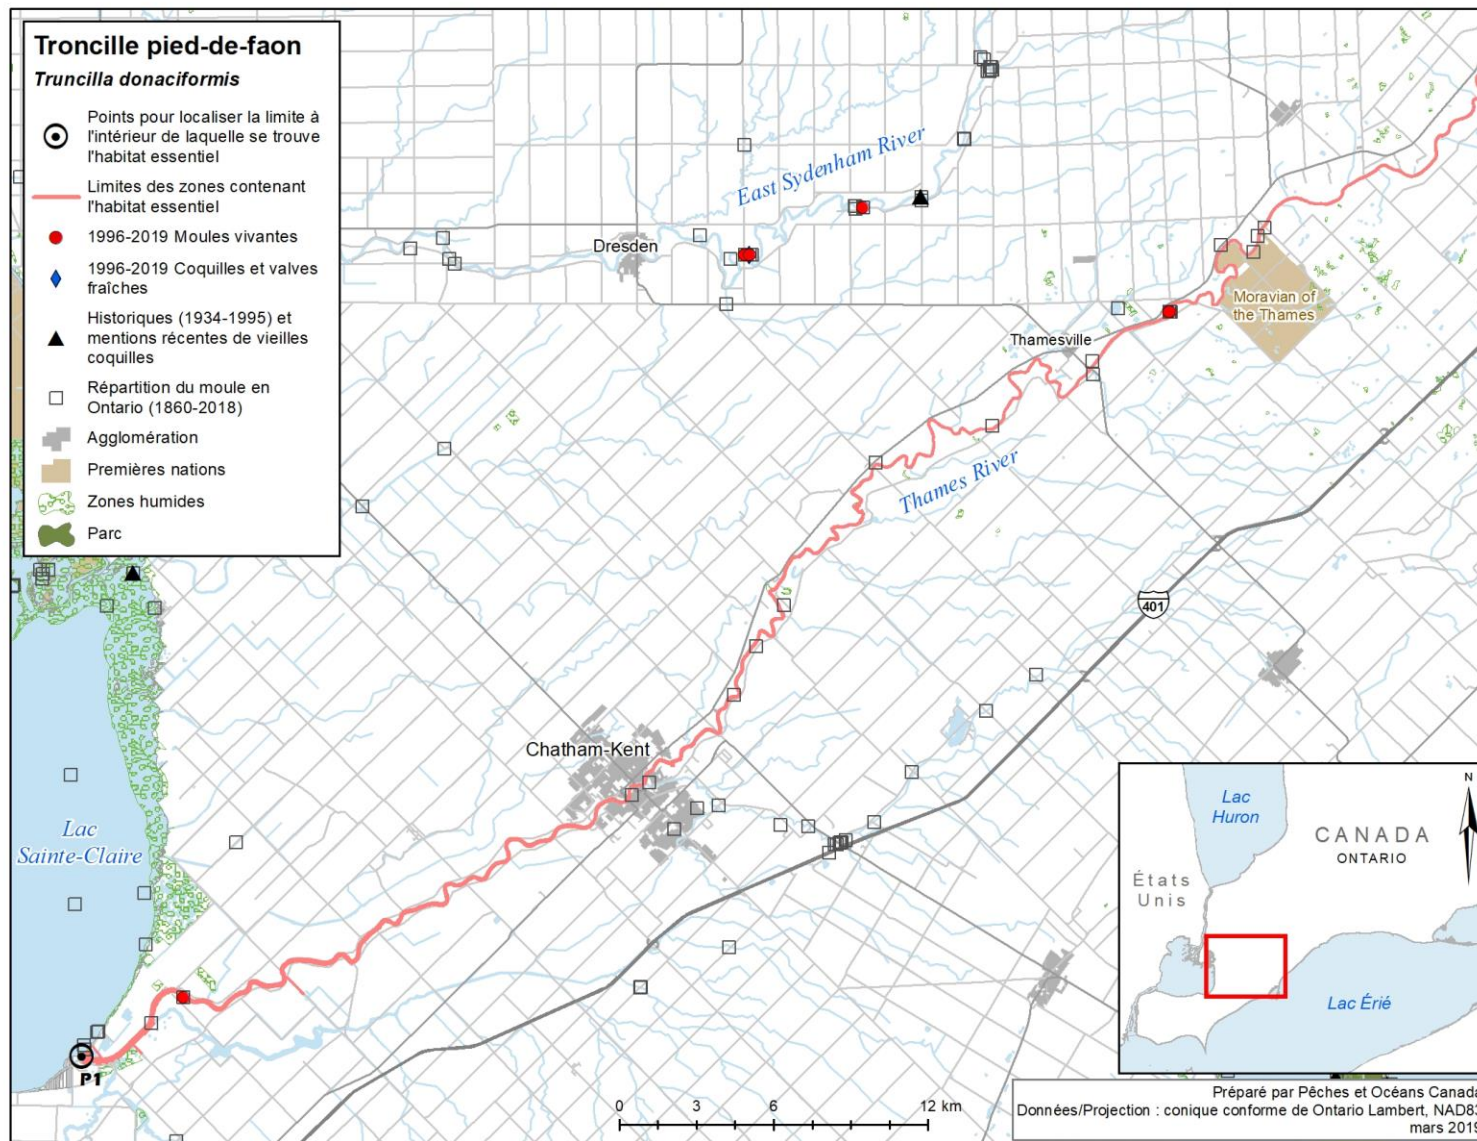 Troncille pied-de-faon
Truncilla donaciformis
Points pour localiser la limite à
l'intérieur de laquelle se trouve
l'habitat essentiel
Limites des zones contenant
l'habitat essentiel
1996-2019 Moules vivantes
1996-2019 Coquilles et valves
fraîches
Historiques (1934-1995) et
mentions récentes de vieilles
coquilles
Répartition du moule en
Ontario (1860-2018)
Agglomération
Premières nations
Zones humides
Parc
East Sydenham River
Dresden
Moravian of
the Thames
Thamesville
Thames River
401
Chatham-Kent
Lac
Sainte-Claire
P1
0 3 6 12 km
N
Lac
Huron
CANADA
ONTARIO
États
Unis
Lac Érié
Préparé par Pêches et Océans Canada
Données/Projection : conique conforme de Ontario Lambert, NAD83
mars 2019